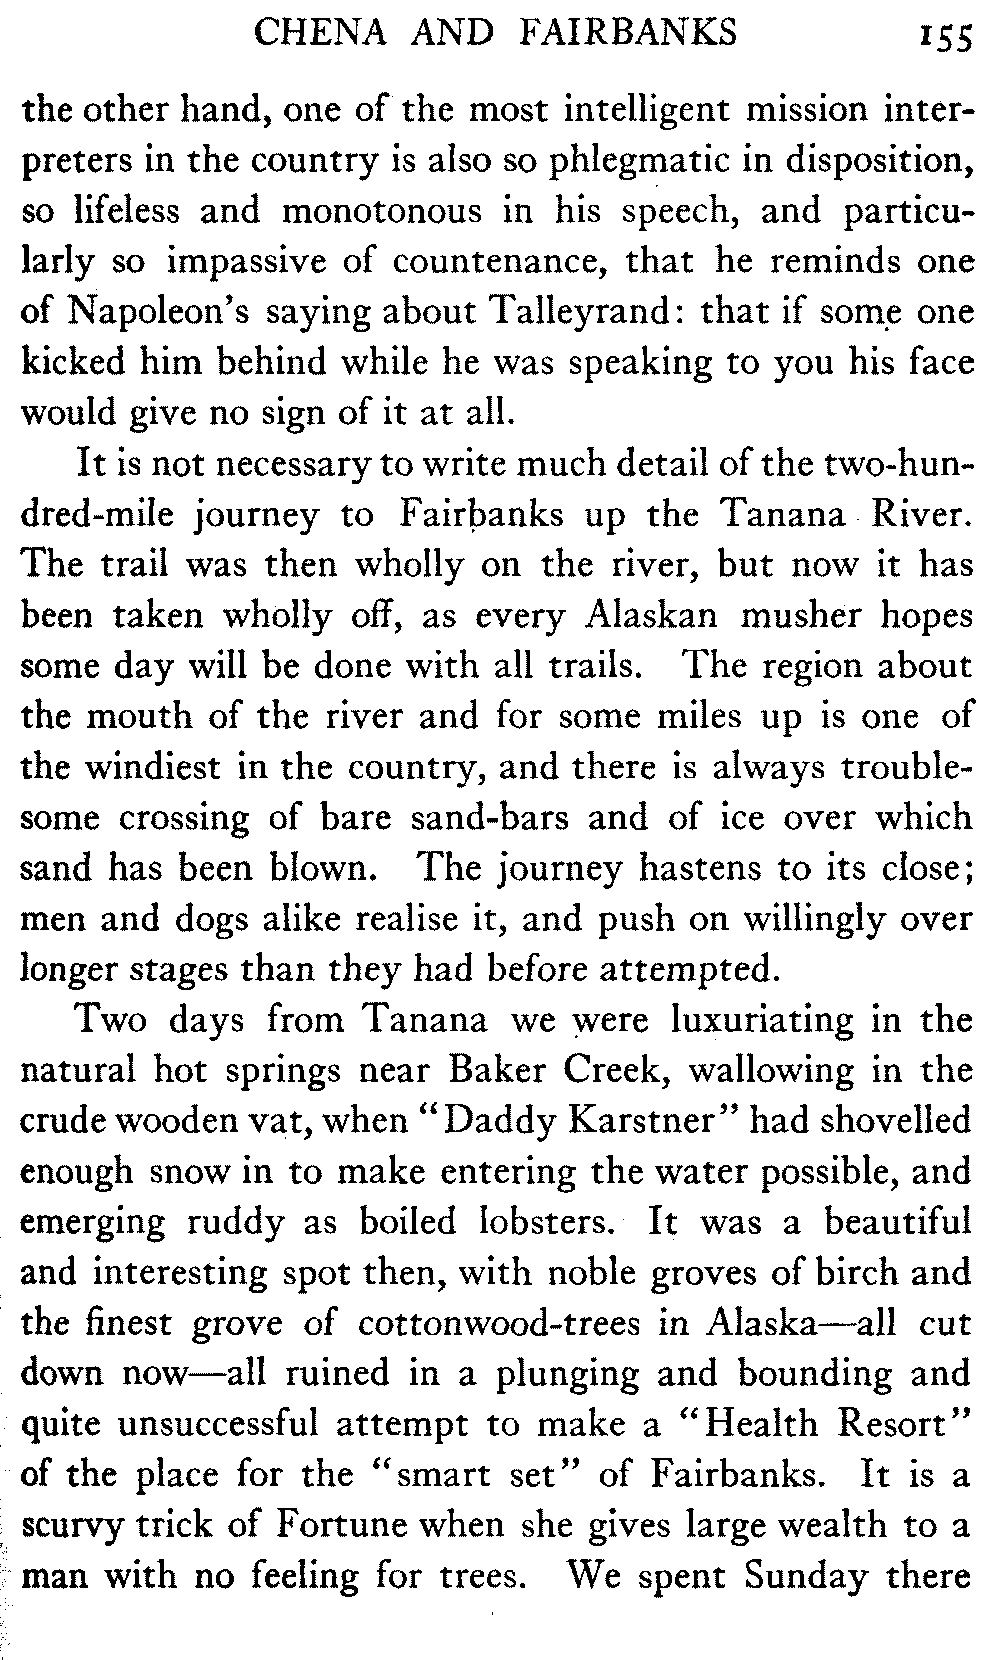 CHENA AND FAIRBANKS 155
the other hand, one of the most intelligent mission inter-
preters in the country is also so phlegmatic in disposition,
so lifeless and monotonous in his speech, and particu-
larly so impassive of countenance, that he reminds one
of Napoleon's saying about Talleyrand: that if some one
kicked him behind while he was speaking to you his face
would give no sign of it at all.
It is not necessary to write much detail of the two-hun-
dred-mile journey to Fairbanks up the Tanana River.
The trail was then wholly on the river, but now it has
been taken wholly off, as every Alaskan musher hopes
some day will be done with all trails. The region about
the mouth of the river and for some miles up is one of
the windiest in the country, and there is always trouble-
some crossing of bare sand-bars and of ice over which
sand has been blown. The journey hastens to its close;
men and dogs alike realise it, and push on willingly over
longer stages than they had before attempted.
Two days from Tanana we were luxuriating in the
natural hot springs near Baker Creek, wallowing in the
crude wooden vat, when "Daddy Karstner" had shovelled
enough snow in to make entering the water possible, and
emerging ruddy as boiled lobsters. It was a beautiful
and interesting spot then, with noble groves of birch and
the finest grove of cottonwood-trees in Alaska—all cut
down now—all ruined in a plunging and bounding and
quite unsuccessful attempt to make a "Health Resort"
of the place for the "smart set" of Fairbanks. It is a
scurvy trick of Fortune when she gives large wealth to a
man with no feeling for trees. We spent Sunday there